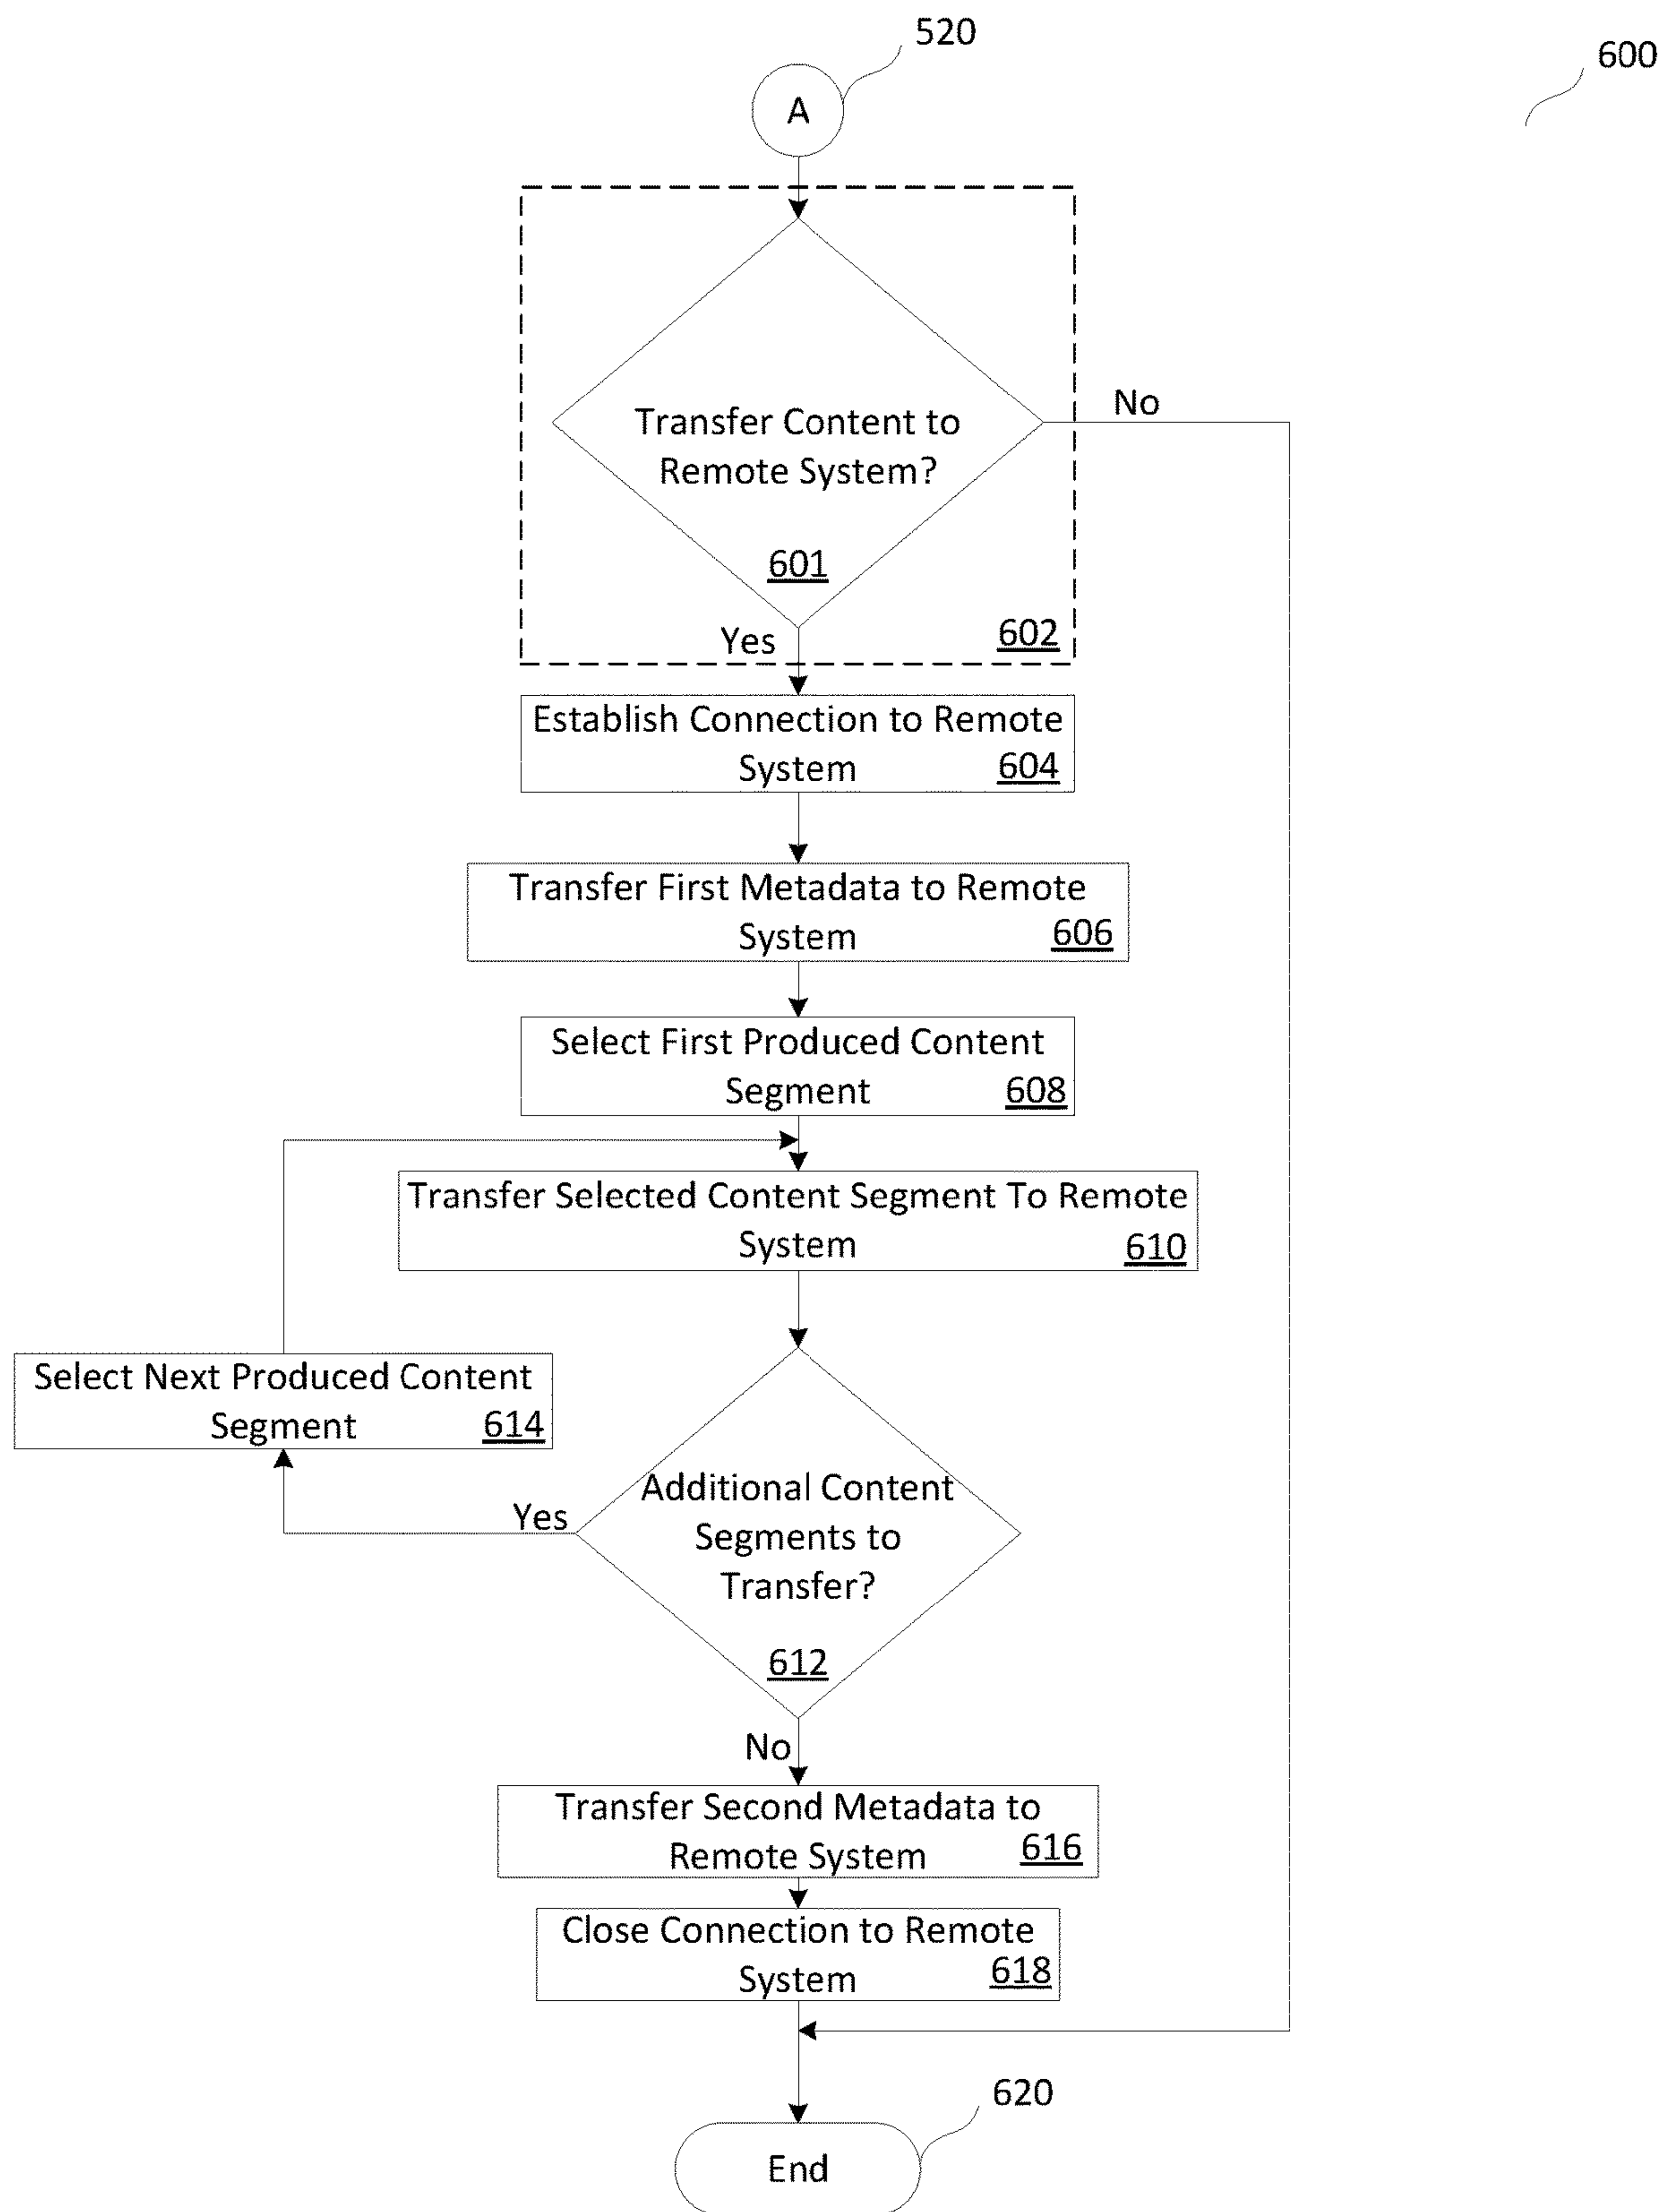 520
600
A
Transfer Content to
Remote System?
No
601
602
Yes
Establish Connection to Remote
System
604
Transfer First Metadata to Remote
System
606
Select First Produced Content
Segment
608
Transfer Selected Content Segment To Remote
System
610
Select Next Produced Content
Segment
614
Additional Content
Segments to
Transfer?
Yes
612
No
Transfer Second Metadata to
Remote System
616
Close Connection to Remote
System
618
620
End